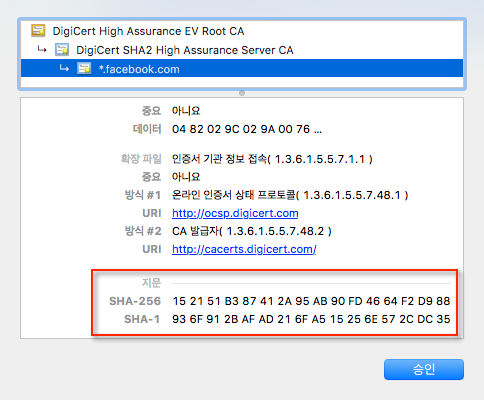 DigiCert High Assurance EV Root CA
DigiCert SHA2 High Assurance Server CA
*.facebook.com
중요 아니요
데이터 04 82 02 9C 02 9A 00 76 ...
확장 파일 인증서 기관 정보 접속( 1.3.6.1.5.5.7.1.1 )
중요 아니요
방식 #1 온라인 인증서 상태 프로토콜( 1.3.6.1.5.5.7.48.1 )
URI http://ocsp.digicert.com
방식 #2 CA 발급자( 1.3.6.1.5.5.7.48.2 )
URI http://cacerts.digicert.com/
지문
SHA-256 15 21 51 B3 87 41 2A 95 AB 90 FD 46 64 F2 D9 88
SHA-1 93 6F 91 2B AF AD 21 6F A5 15 25 6E 57 2C DC 35
승인